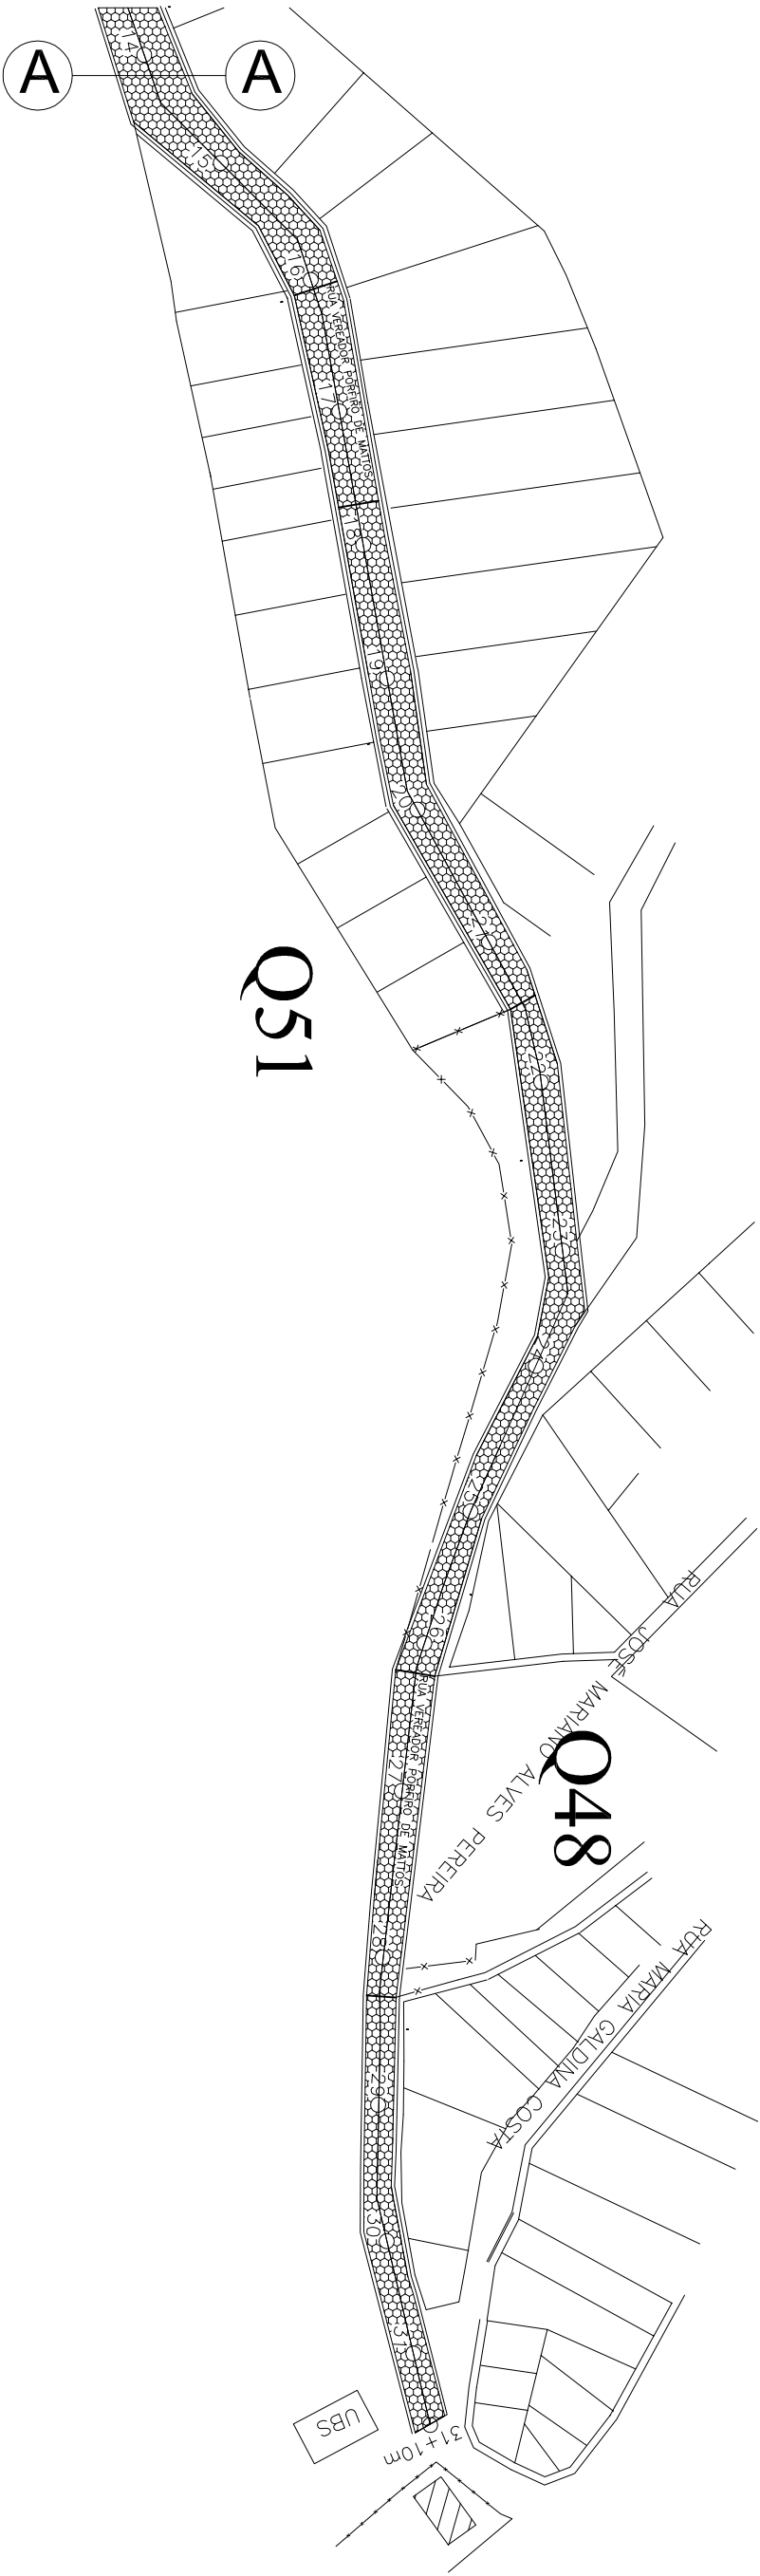 A A
14
15
16
RUA VEREADOR PORFIRO DE MATTOS
17
18
19
20
21
Q51
22
23
24
25
26
RUA JOSÉ MARIANO ALVES PEREIRA
RUA VEREADOR PORFIRO DE MATTOS
27
Q48
28
RUA MARIA GALDINA COSTA
29
30
31
31+10m
UBS